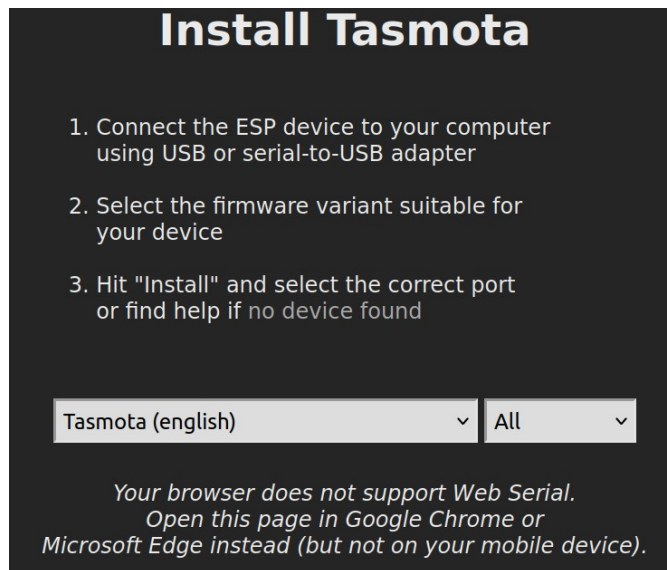 Install Tasmota
1. Connect the ESP device to your computer
using USB or serial-to-USB adapter
2. Select the firmware variant suitable for
your device
3. Hit "Install" and select the correct port
or find help if no device found
Tasmota (english) All
Your browser does not support Web Serial.
Open this page in Google Chrome or
Microsoft Edge instead (but not on your mobile device).